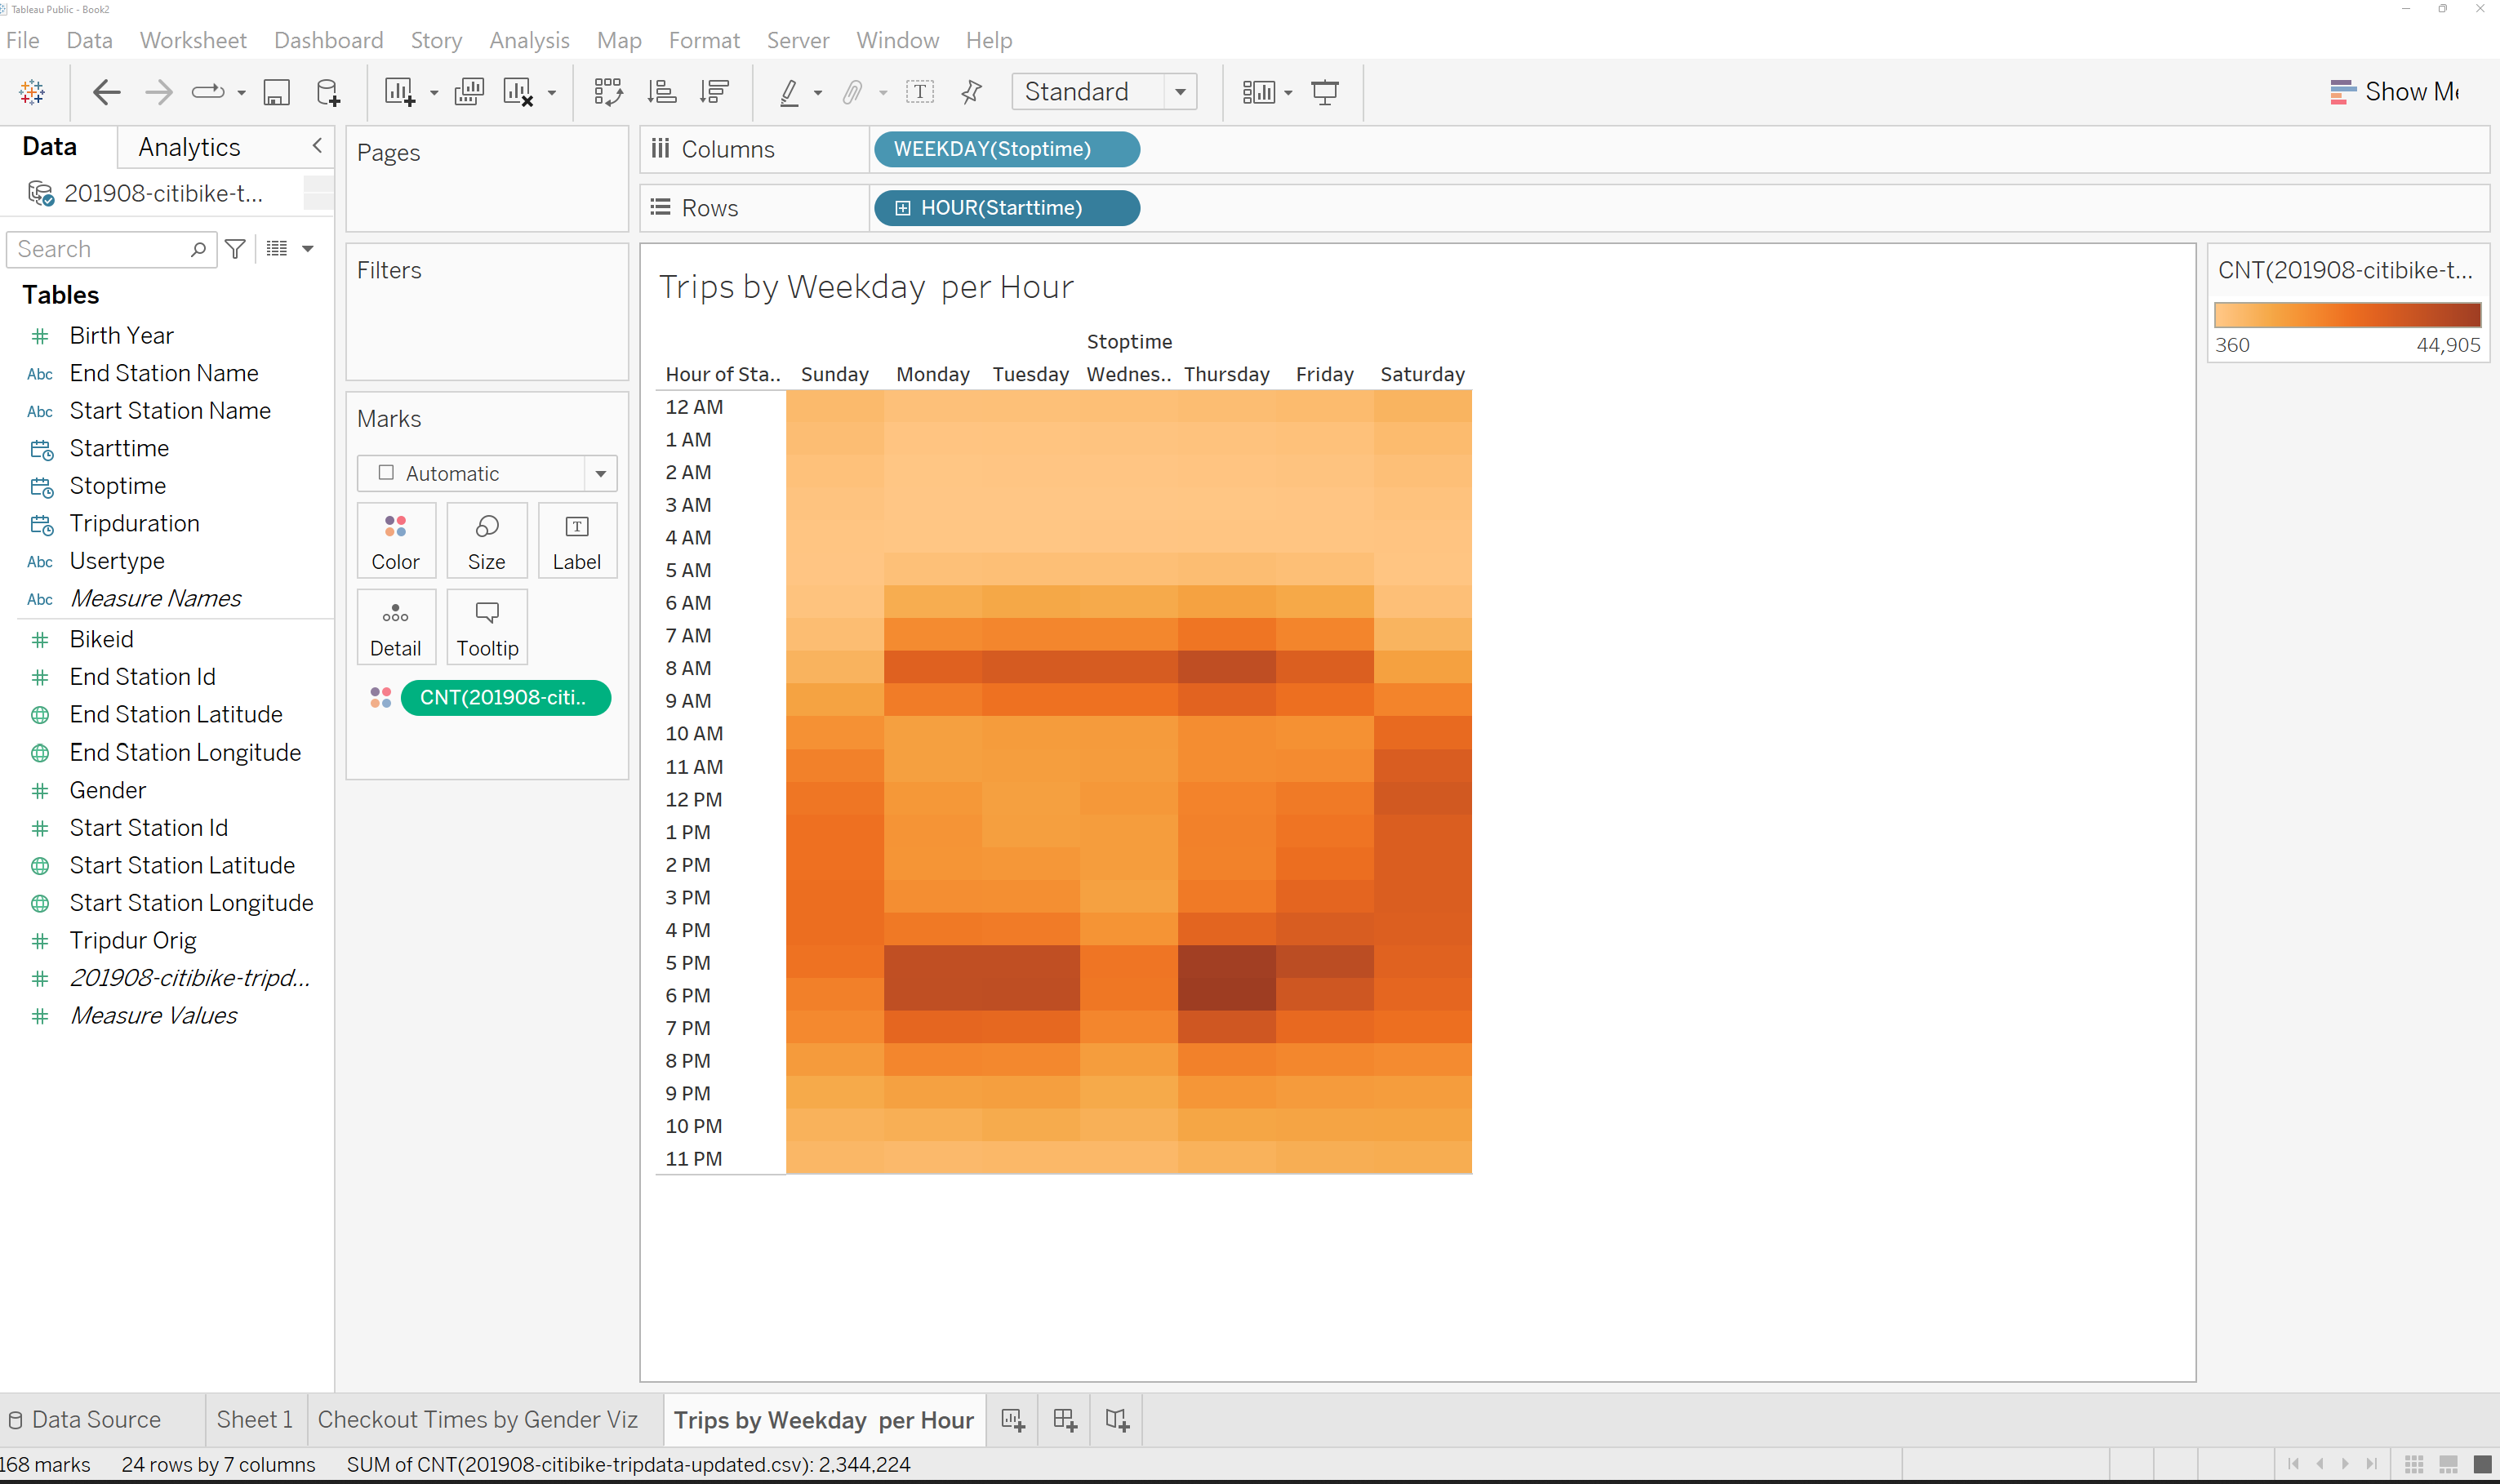 Tableau Public - Book2
File Data Worksheet Dashboard Story Analysis Map Format Server Window Help
Standard
Show Me
Data Analytics
201908-citibike-t...
Search
Tables
Birth Year
Abc End Station Name
Abc Start Station Name
Starttime
Stoptime
Tripduration
Abc Usertype
Abc Measure Names
Bikeid
End Station Id
End Station Latitude
End Station Longitude
Gender
Start Station Id
Start Station Latitude
Start Station Longitude
Tripdur Orig
201908-citibike-tripd...
Measure Values
Pages
Filters
Marks
Automatic
Color Size Label
Detail Tooltip
CNT(201908-citi..
Columns WEEKDAY(Stoptime)
Rows HOUR(Starttime)
Trips by Weekday  per Hour
Stoptime
Hour of Sta.. Sunday Monday Tuesday Wednes.. Thursday Friday Saturday
12 AM
1 AM
2 AM
3 AM
4 AM
5 AM
6 AM
7 AM
8 AM
9 AM
10 AM
11 AM
12 PM
1 PM
2 PM
3 PM
4 PM
5 PM
6 PM
7 PM
8 PM
9 PM
10 PM
11 PM
CNT(201908-citibike-t...
360 44,905
Data Source Sheet 1 Checkout Times by Gender Viz Trips by Weekday  per Hour
168 marks 24 rows by 7 columns SUM of CNT(201908-citibike-tripdata-updated.csv): 2,344,224